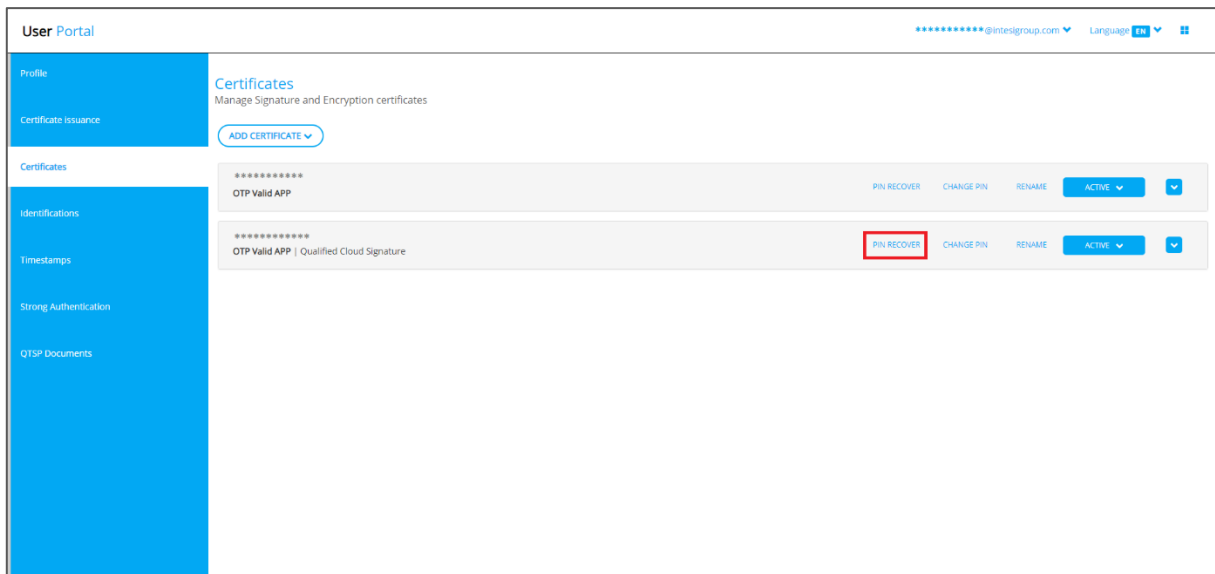 User Portal
***********@intesigroup.com Language EN
Profile
Certificate issuance
Certificates
Identifications
Timestamps
Strong Authentication
QTSP Documents
Certificates
Manage Signature and Encryption certificates
ADD CERTIFICATE
***********
OTP Valid APP
PIN RECOVER CHANGE PIN RENAME ACTIVE
************
OTP Valid APP | Qualified Cloud Signature
PIN RECOVER CHANGE PIN RENAME ACTIVE